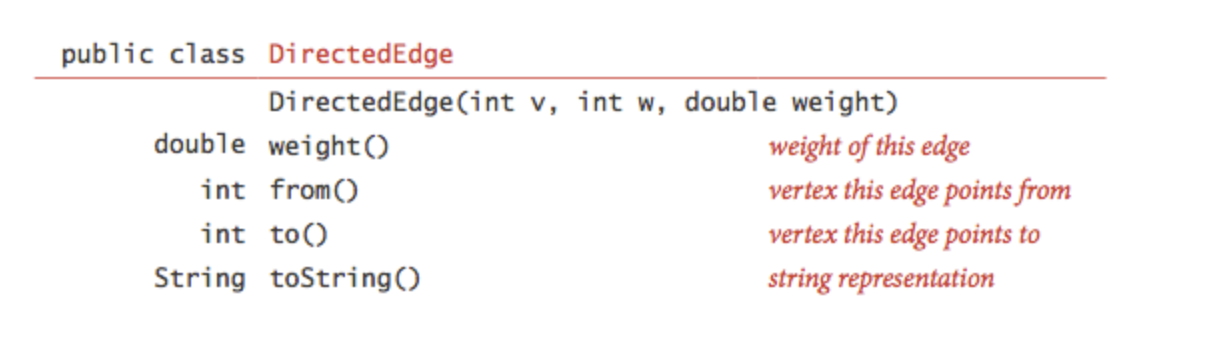 public class DirectedEdge
DirectedEdge(int v, int w, double weight)
double weight() weight of this edge
int from() vertex this edge points from
int to() vertex this edge points to
String toString() string representation